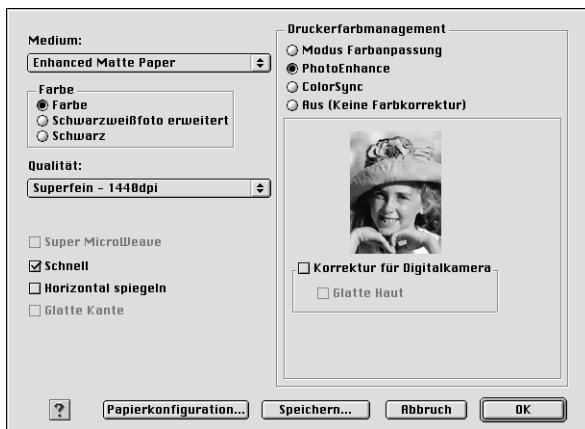 Medium:
Enhanced Matte Paper
Farbe
Farbe
Schwarzweißfoto erweitert
Schwarz
Qualität:
Superfein - 1440dpi
Super MicroWeave
Schnell
Horizontal spiegeln
Glatte Kante
Druckerfarbmanagement
Modus Farbanpassung
PhotoEnhance
ColorSync
Aus (Keine Farbkorrektur)
Korrektur für Digitalkamera
Glatte Haut
?
Papierkonfiguration...
Speichern...
Abbruch
OK